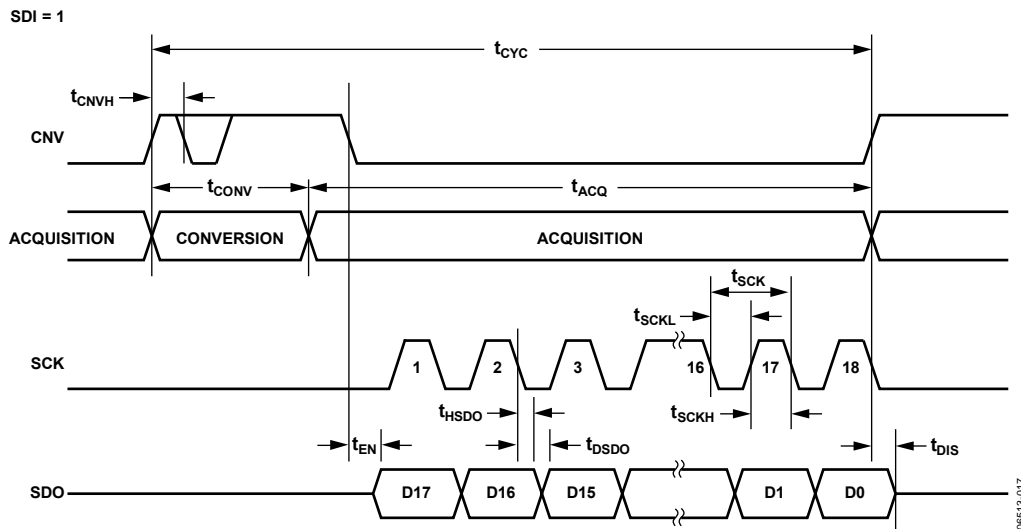 SDI = 1
tCYC
tCNVH
CNV
tCONV
tACQ
ACQUISITION
CONVERSION
ACQUISITION
tSCK
tSCKL
SCK
1
2
3
16
17
18
tHSDO
tSCKH
tEN
tDSDO
tDIS
SDO
D17
D16
D15
D1
D0
06513-017